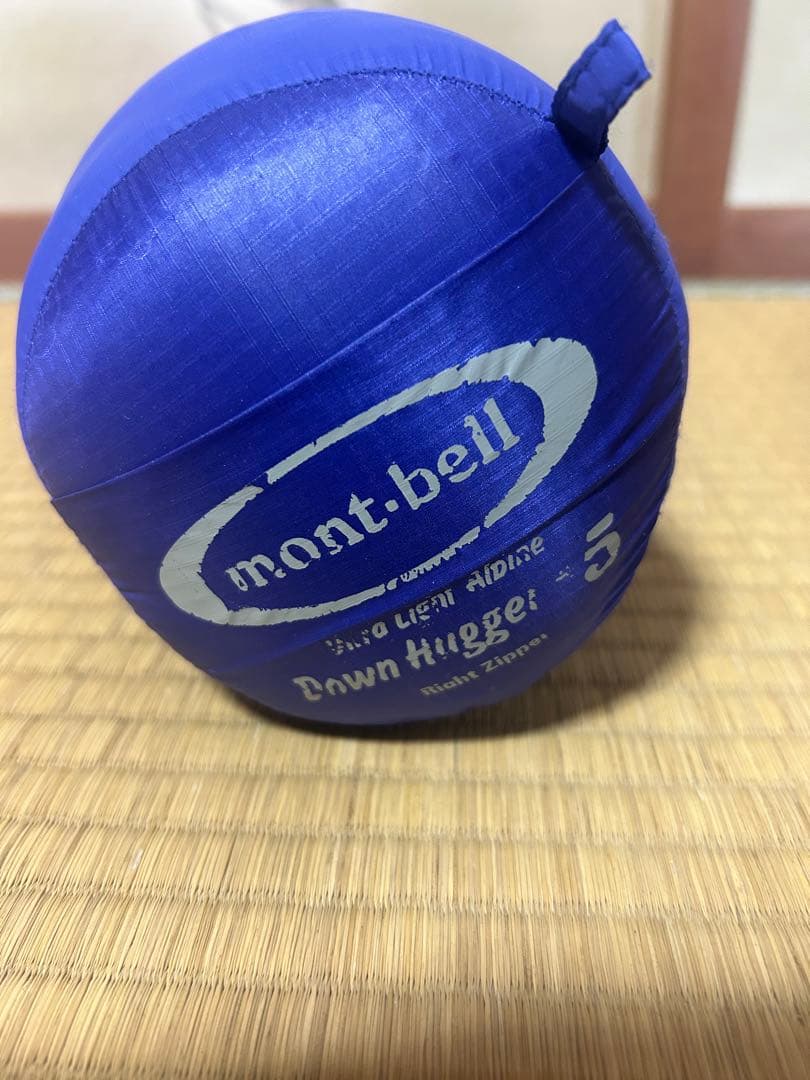 mont·bell
Ultra Light Alpine
Down Hugger 5
Right Zipper